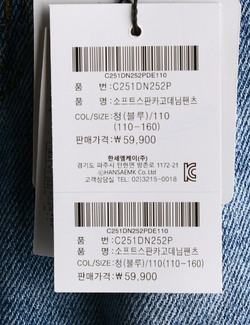 C251DN252PDE110
품 번:C251DN252P
품 명:소프트스판카고데님팬츠
COL/SIZE:청(블루)/110
(110-160)
판매가격:₩ 59,900
한세엠케이(주)
경기도 파주시 탄현면 방촌로 1172-21
ⓒHANSAEMK Co.Ltd
고객상담실 TEL: 02)3215-0018
C251DN252PDE110
품 번:C251DN252P
품 명:소프트스판카고데님팬츠
COL/SIZE:청(블루)/110(110-160)
판매가격:₩ 59,900